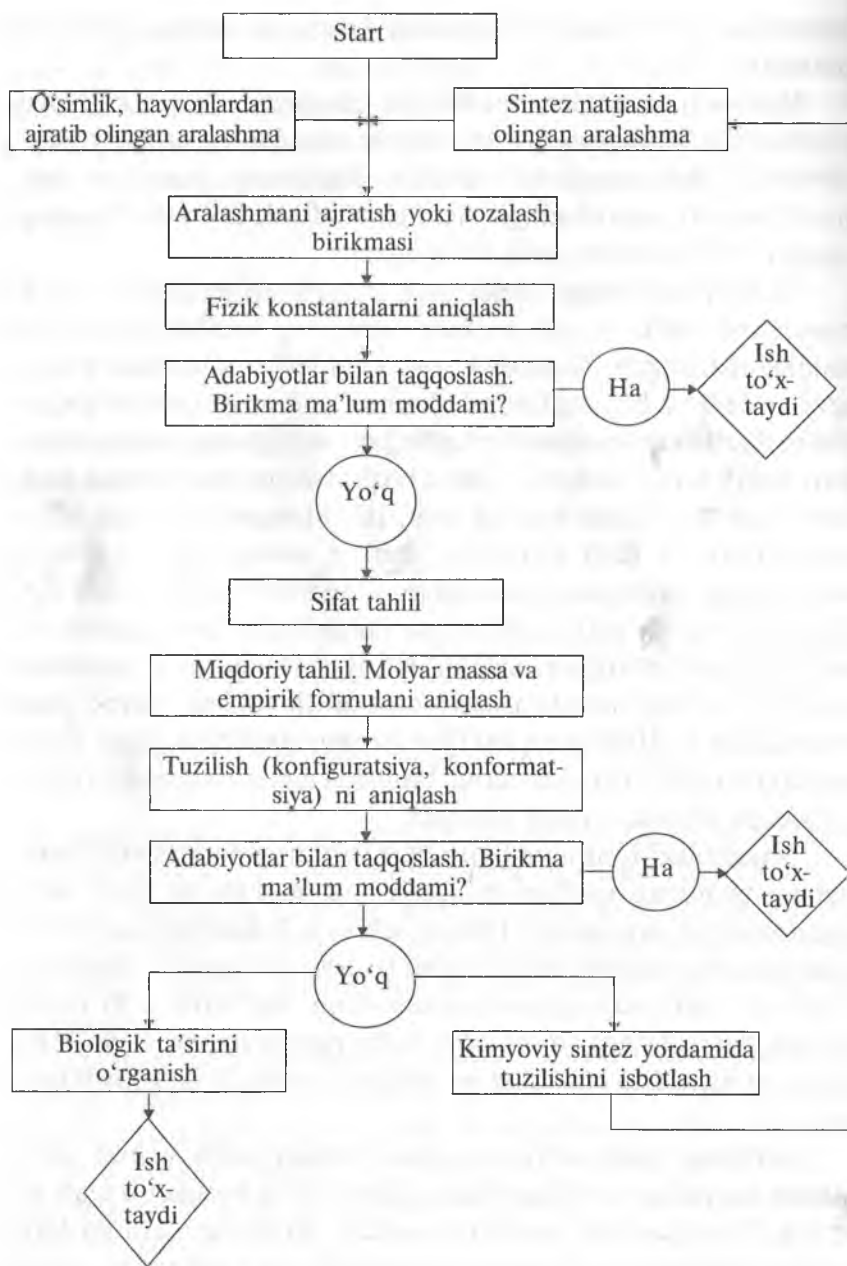 Start
O‘simlik, hayvonlardan
ajratib olingan aralashma
Sintez natijasida
olingan aralashma
Aralashmani ajratish yoki tozalash
birikmasi
Fizik konstantalarni aniqlash
Adabiyotlar bilan taqqoslash.
Birikma ma’lum moddami?
Ha
Ish
to‘x-
taydi
Yo‘q
Sifat tahlil
Miqdoriy tahlil. Molyar massa va
empirik formulani aniqlash
Tuzilish (konfiguratsiya, konformat-
siya) ni aniqlash
Adabiyotlar bilan taqqoslash. Birikma
ma’lum moddami?
Ha
Ish
to‘x-
taydi
Yo‘q
Biologik ta’sirini
o‘rganish
Kimyoviy sintez yordamida
tuzilishini isbotlash
Ish
to‘x-
taydi